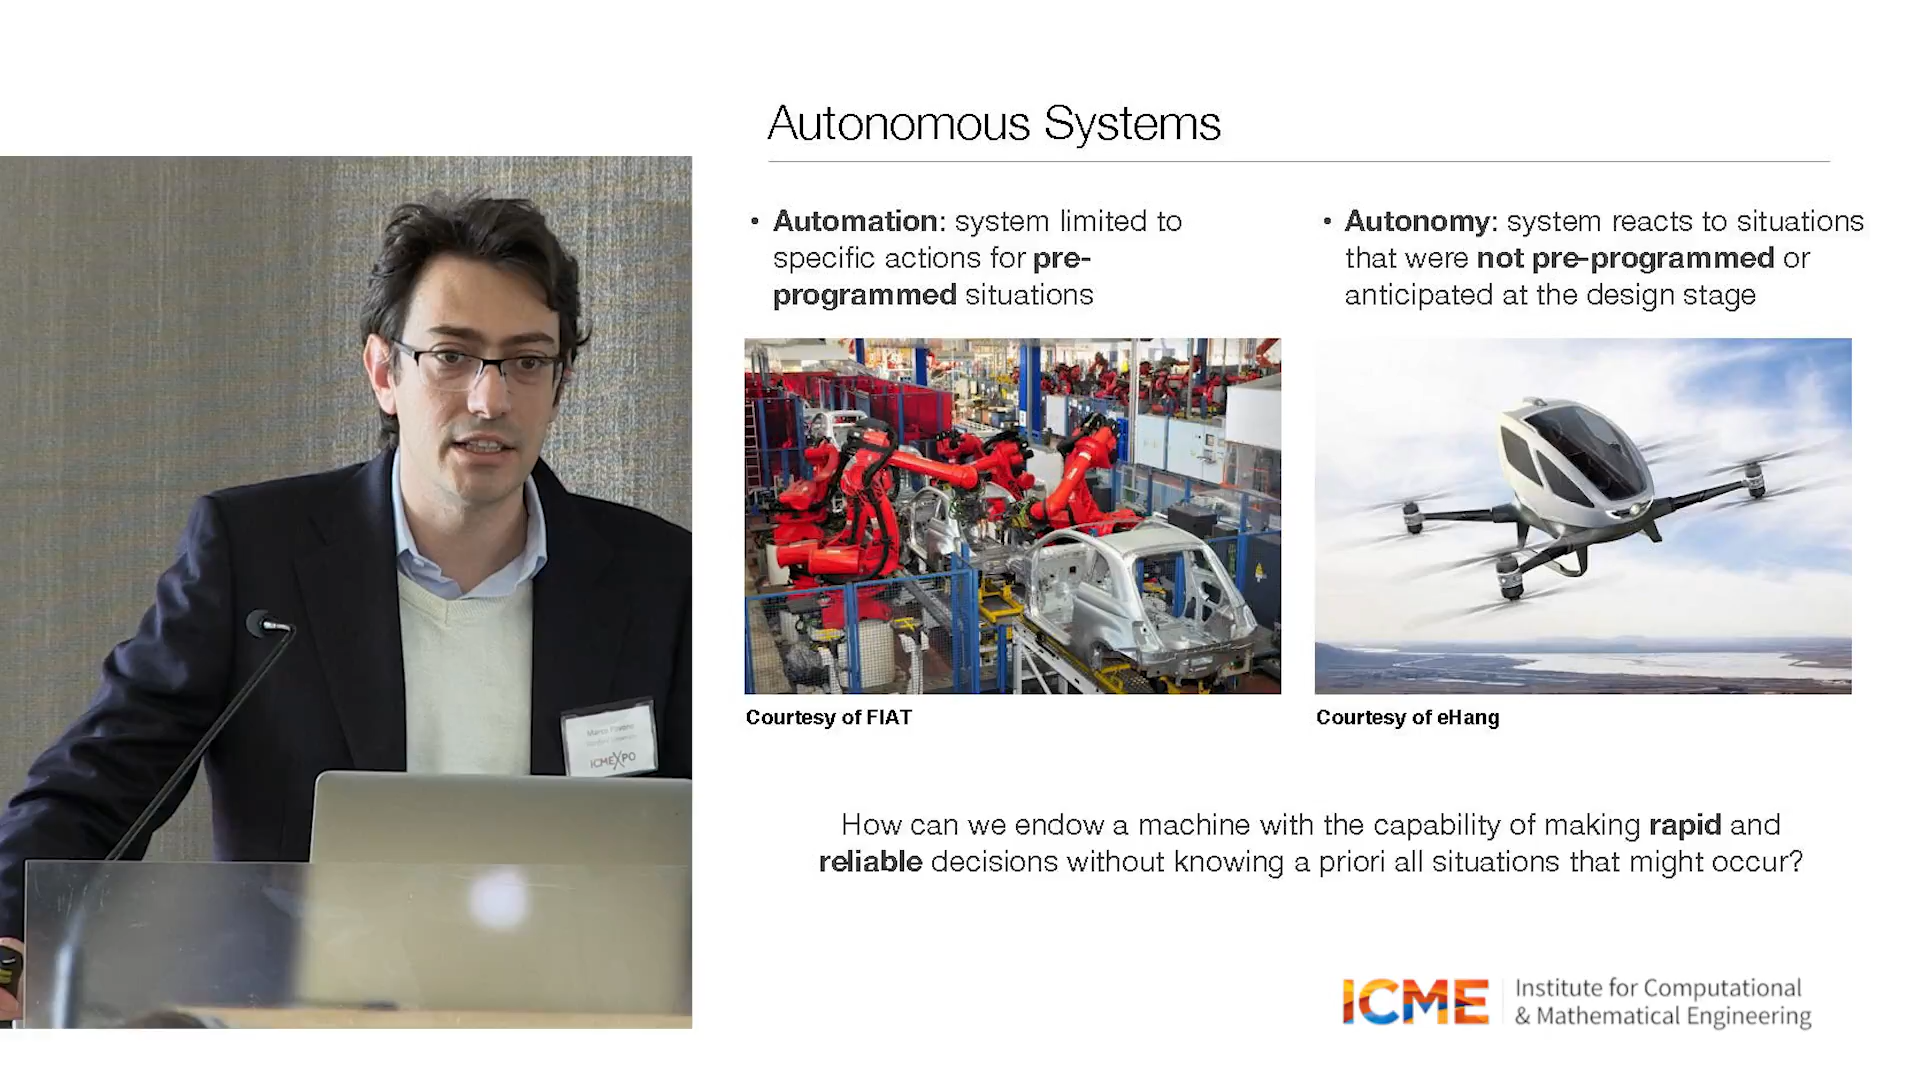 Autonomous Systems
• Automation: system limited to
specific actions for pre-
programmed situations
• Autonomy: system reacts to situations
that were not pre-programmed or
anticipated at the design stage
Courtesy of FIAT
Courtesy of eHang
How can we endow a machine with the capability of making rapid and
reliable decisions without knowing a priori all situations that might occur?
Marco Pavone
ICMEXPO
ICME
Institute for Computational
& Mathematical Engineering